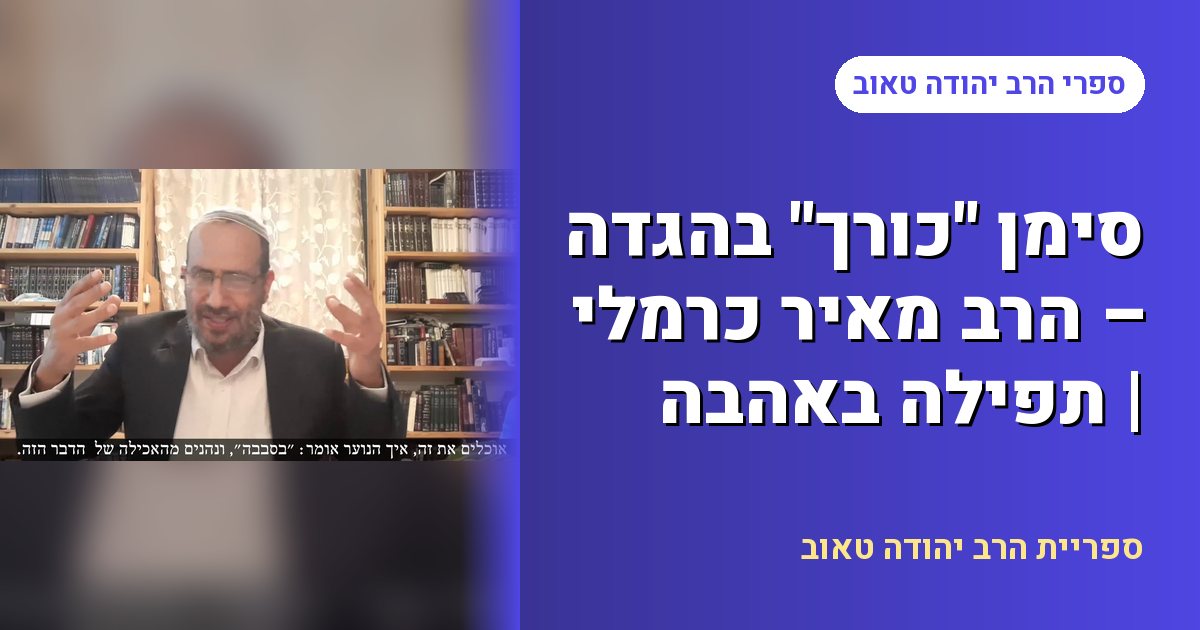 ספרי הרב יהודה טאוב
סימן "כורך" בהגדה
– הרב מאיר כרמלי
| תפילה באהבה
ספריית הרב יהודה טאוב
אוכלים את זה, איך הנוער אומר: ״בסבבה״, ונהנים מהאכילה של הדבר הזה.